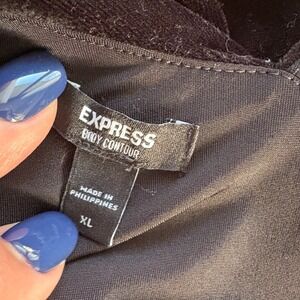 EXPRESS
BODY CONTOUR
MADE IN
PHILIPPINES
XL